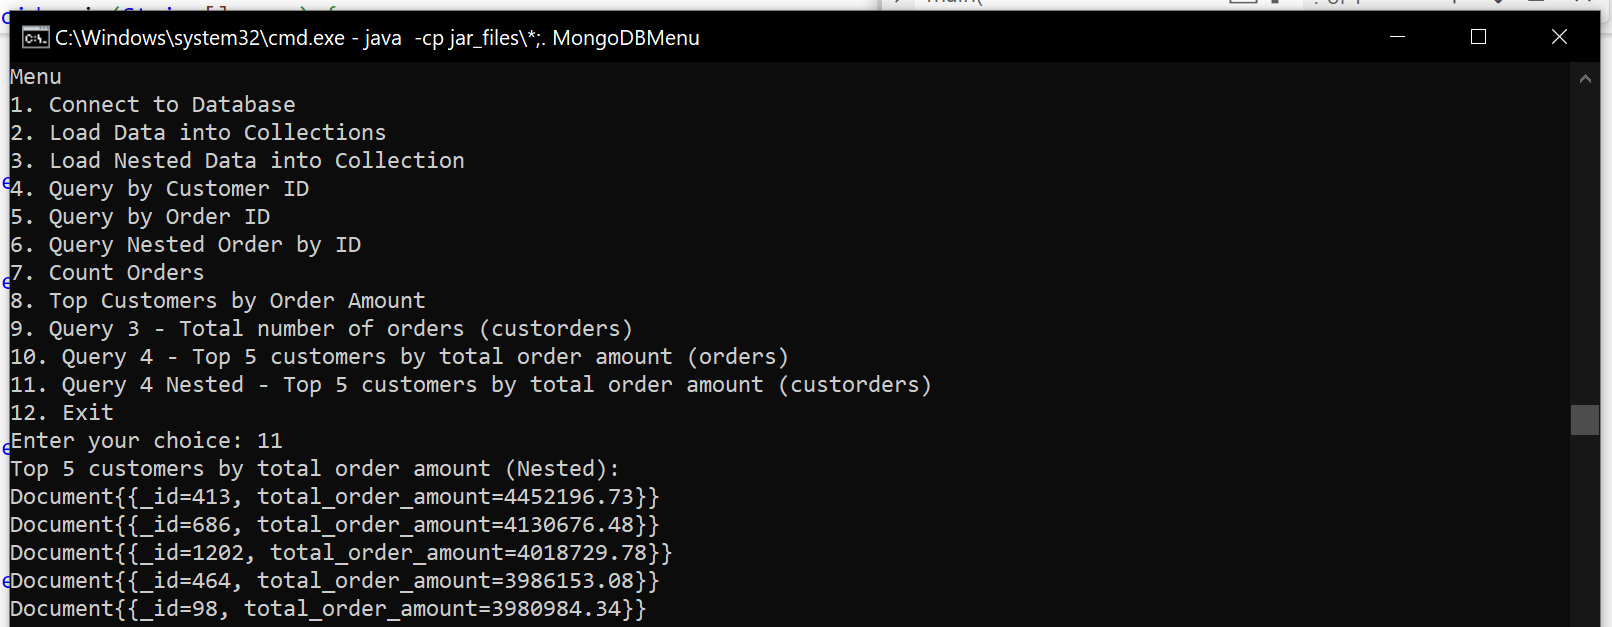 C:\Windows\system32\cmd.exe - java  -cp jar_files\*;. MongoDBMenu
Menu
1. Connect to Database
2. Load Data into Collections
3. Load Nested Data into Collection
4. Query by Customer ID
5. Query by Order ID
6. Query Nested Order by ID
7. Count Orders
8. Top Customers by Order Amount
9. Query 3 - Total number of orders (custorders)
10. Query 4 - Top 5 customers by total order amount (orders)
11. Query 4 Nested - Top 5 customers by total order amount (custorders)
12. Exit
Enter your choice: 11
Top 5 customers by total order amount (Nested):
Document{{_id=413, total_order_amount=4452196.73}}
Document{{_id=686, total_order_amount=4130676.48}}
Document{{_id=1202, total_order_amount=4018729.78}}
Document{{_id=464, total_order_amount=3986153.08}}
Document{{_id=98, total_order_amount=3980984.34}}